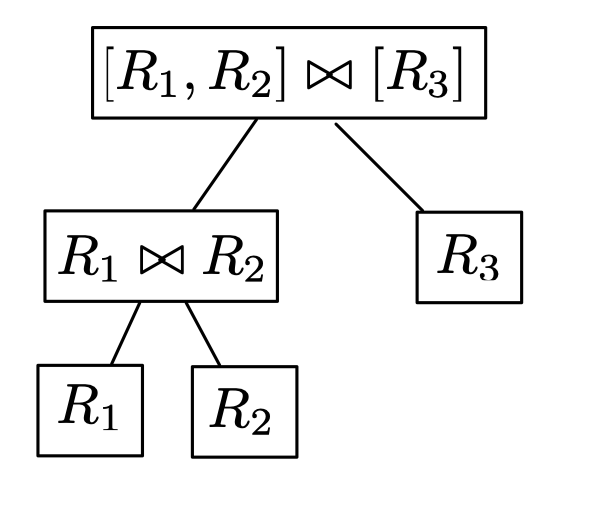 [R₁, R₂] ⋈ [R₃]
R₁ ⋈ R₂
R₃
R₁
R₂